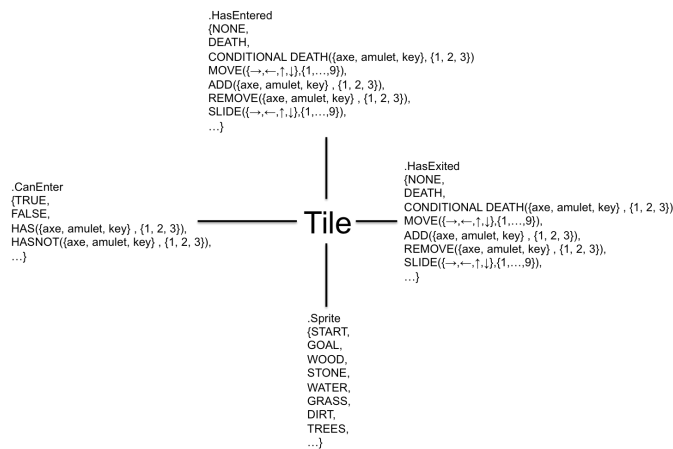 .HasEntered
{NONE,
DEATH,
CONDITIONAL DEATH({axe, amulet, key}, {1, 2, 3})
MOVE({→,←,↑,↓},{1,…,9}),
ADD({axe, amulet, key} , {1, 2, 3}),
REMOVE({axe, amulet, key} , {1, 2, 3}),
SLIDE({→,←,↑,↓},{1,…,9}),
…}
.CanEnter
{TRUE,
FALSE,
HAS({axe, amulet, key} , {1, 2, 3}),
HASNOT({axe, amulet, key} , {1, 2, 3}),
…}
Tile
.HasExited
{NONE,
DEATH,
CONDITIONAL DEATH({axe, amulet, key} , {1, 2, 3})
MOVE({→,←,↑,↓},{1,…,9}),
ADD({axe, amulet, key} , {1, 2, 3}),
REMOVE({axe, amulet, key} , {1, 2, 3}),
SLIDE({→,←,↑,↓},{1,…,9}),
…}
.Sprite
{START,
GOAL,
WOOD,
STONE,
WATER,
GRASS,
DIRT,
TREES,
…}